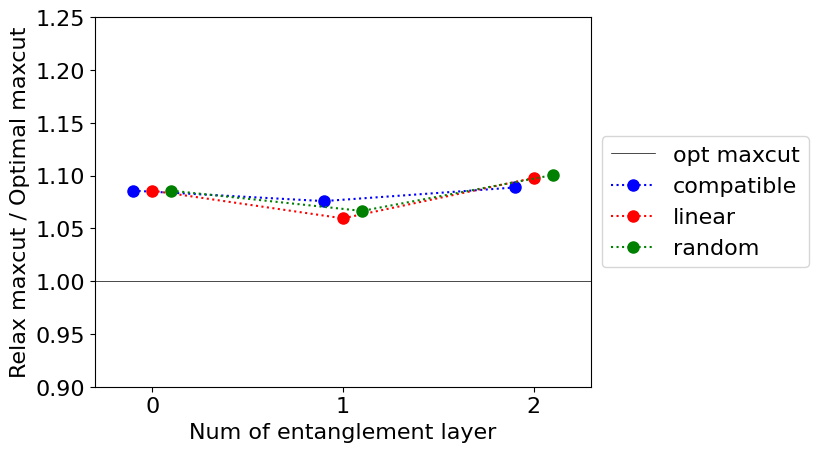 Relax maxcut / Optimal maxcut
1.25
1.20
1.15
1.10
1.05
1.00
0.95
0.90
0
1
2
Num of entanglement layer
opt maxcut
compatible
linear
random